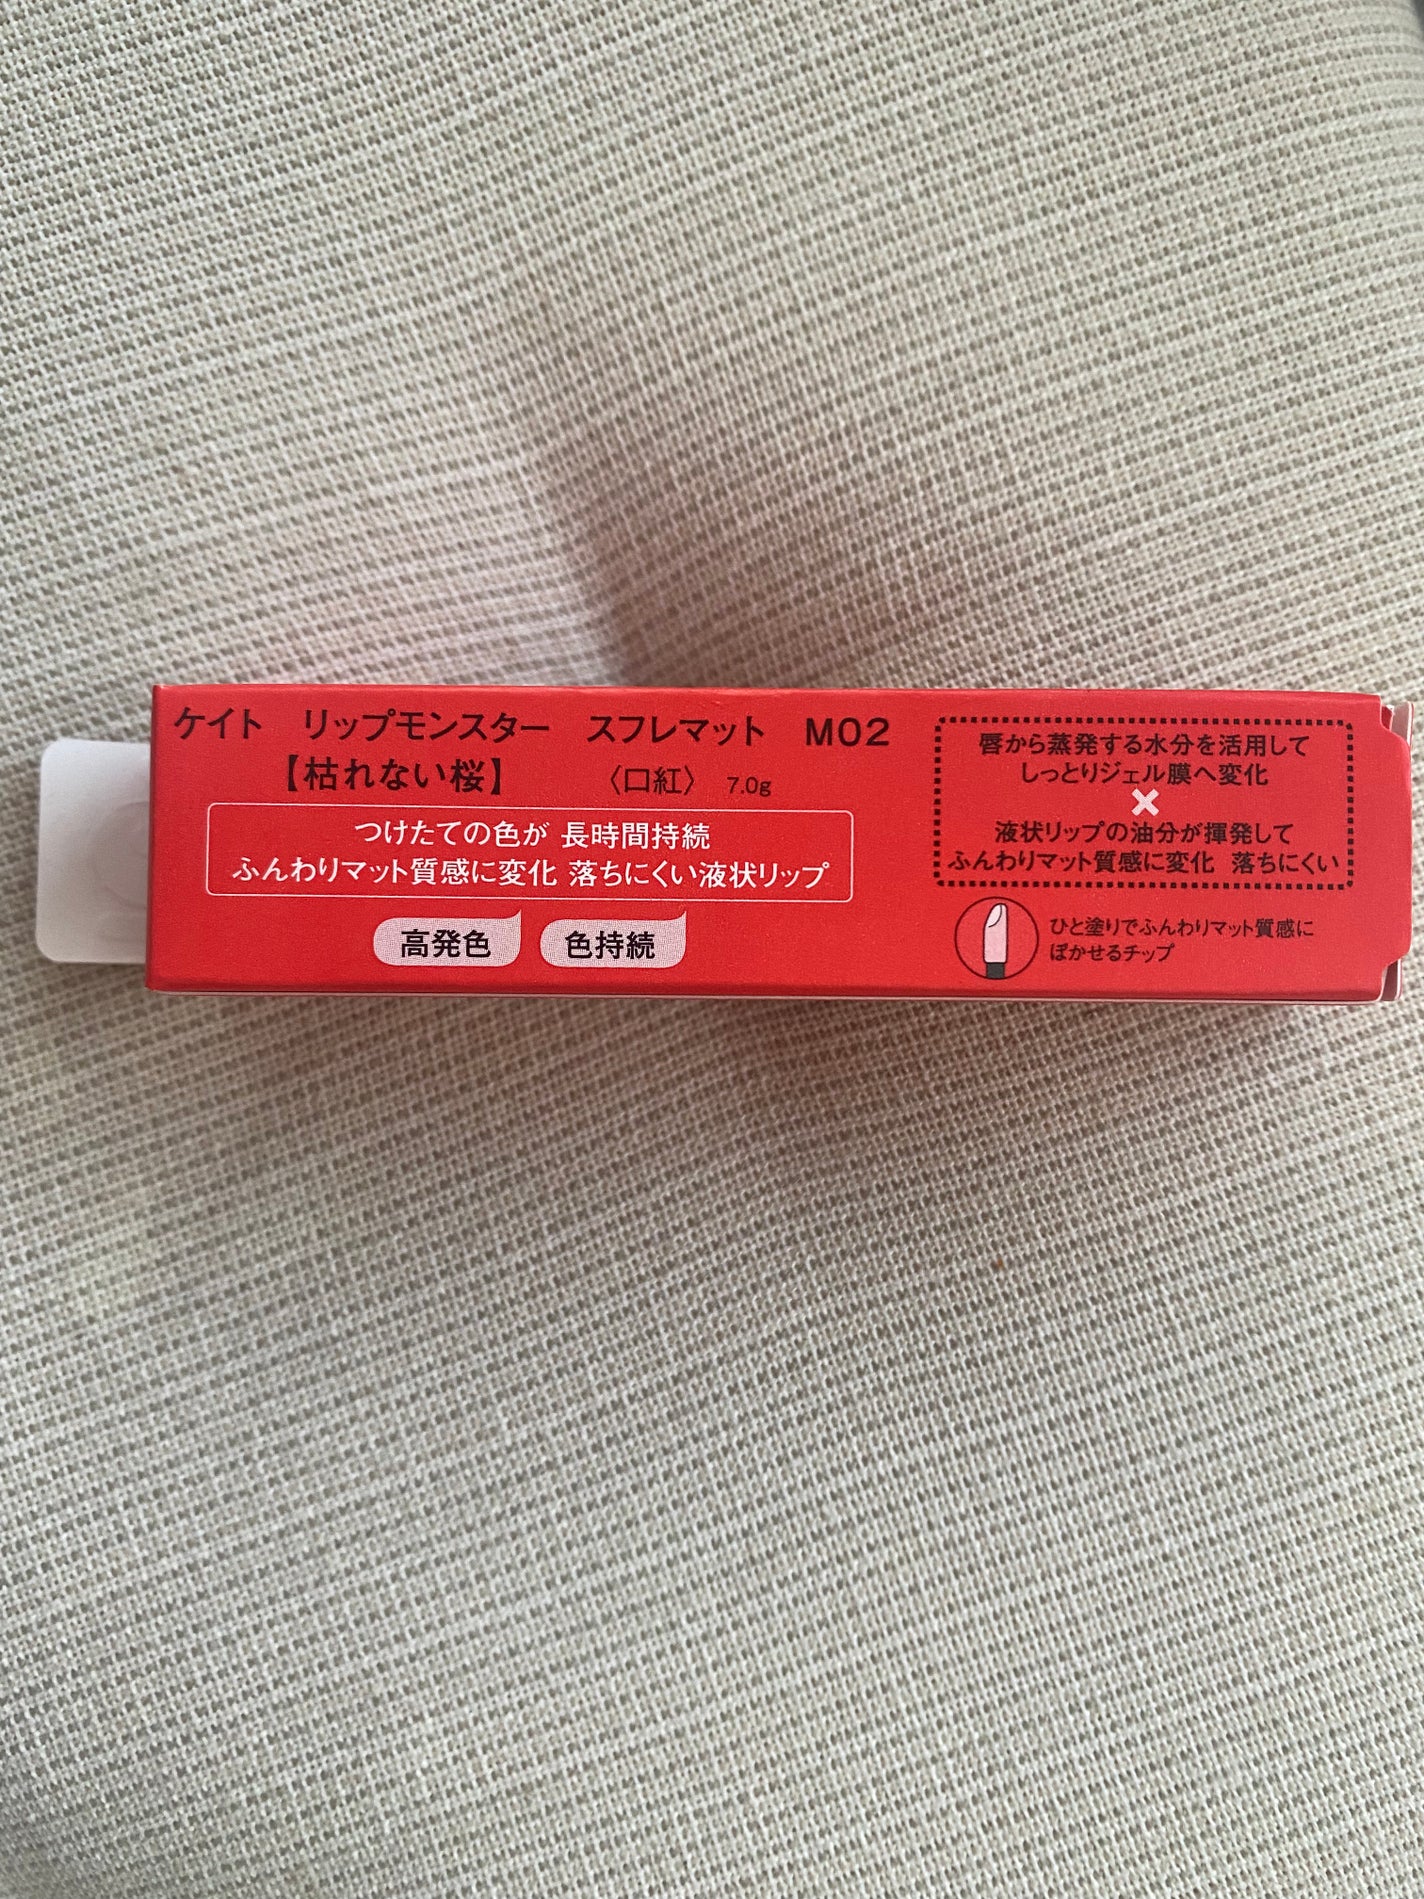 ケイト　リップモンスター　スフレマット　M02
【枯れない桜】　〈口紅〉 7.0g
つけたての色が 長時間持続
ふんわりマット質感に変化 落ちにくい液状リップ
高発色　色持続
唇から蒸発する水分を活用して
しっとりジェル膜へ変化
×
液状リップの油分が揮発して
ふんわりマット質感に変化 落ちにくい
ひと塗りでふんわりマット質感に
ぼかせるチップ